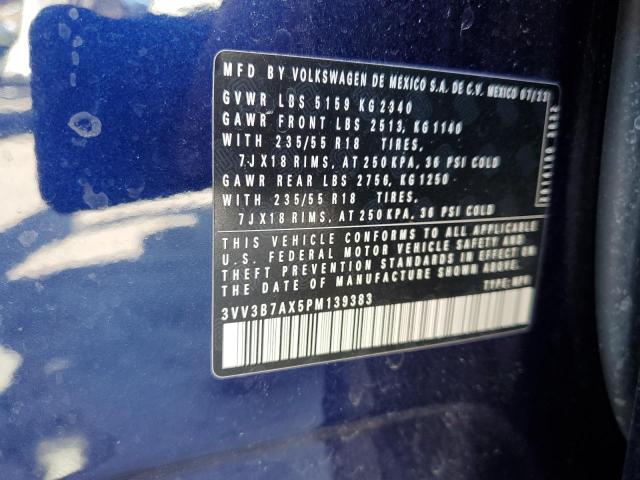 MFD BY VOLKSWAGEN DE MEXICO S.A. DE C.V. MEXICO 07/23
GVWR LBS 5159 KG 2340
GAWR FRONT LBS 2513, KG 1140
WITH 235/55 R18 TIRES,
7JX18 RIMS, AT 250 KPA, 36 PSI COLD
GAWR REAR LBS 2756, KG 1250
WITH 235/55 R18 TIRES,
7JX18 RIMS, AT 250 KPA, 36 PSI COLD
THIS VEHICLE CONFORMS TO ALL APPLICABLE
U.S. FEDERAL MOTOR VEHICLE SAFETY AND
THEFT PREVENTION STANDARDS IN EFFECT ON
THE DATE OF MANUFACTURE SHOWN ABOVE.
TYPE: MPV
3VV3B7AX5PM139383